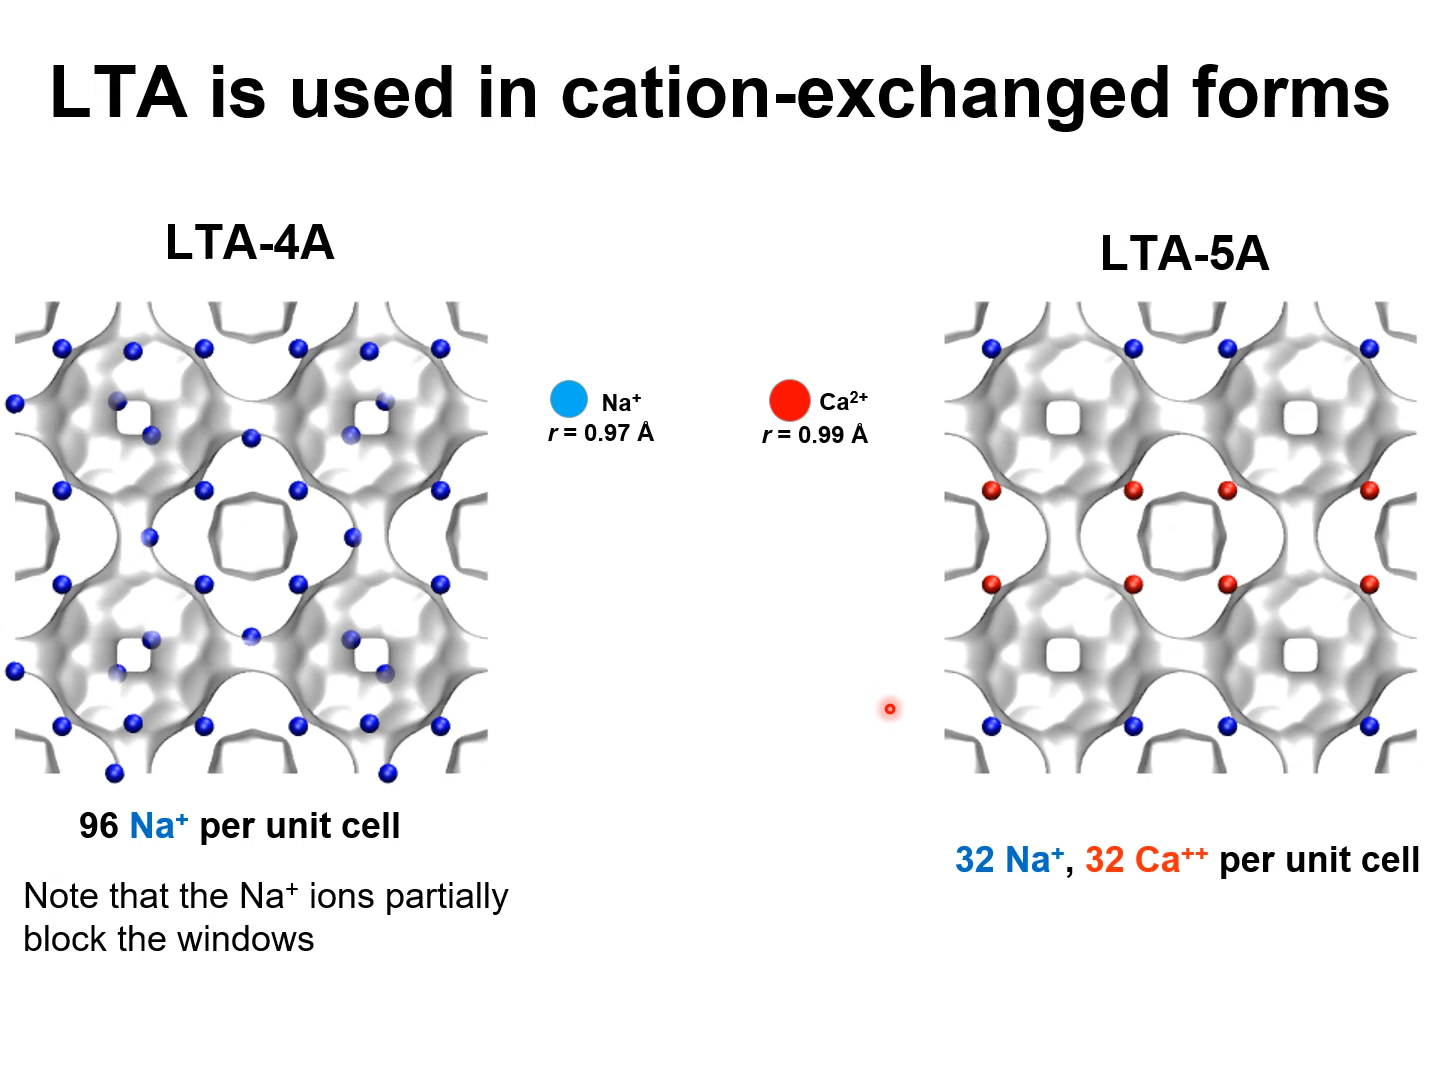 LTA is used in cation-exchanged forms
LTA-4A
LTA-5A
Na⁺
r = 0.97 Å
Ca²⁺
r = 0.99 Å
96 Na⁺ per unit cell
32 Na⁺, 32 Ca⁺⁺ per unit cell
Note that the Na⁺ ions partially
block the windows